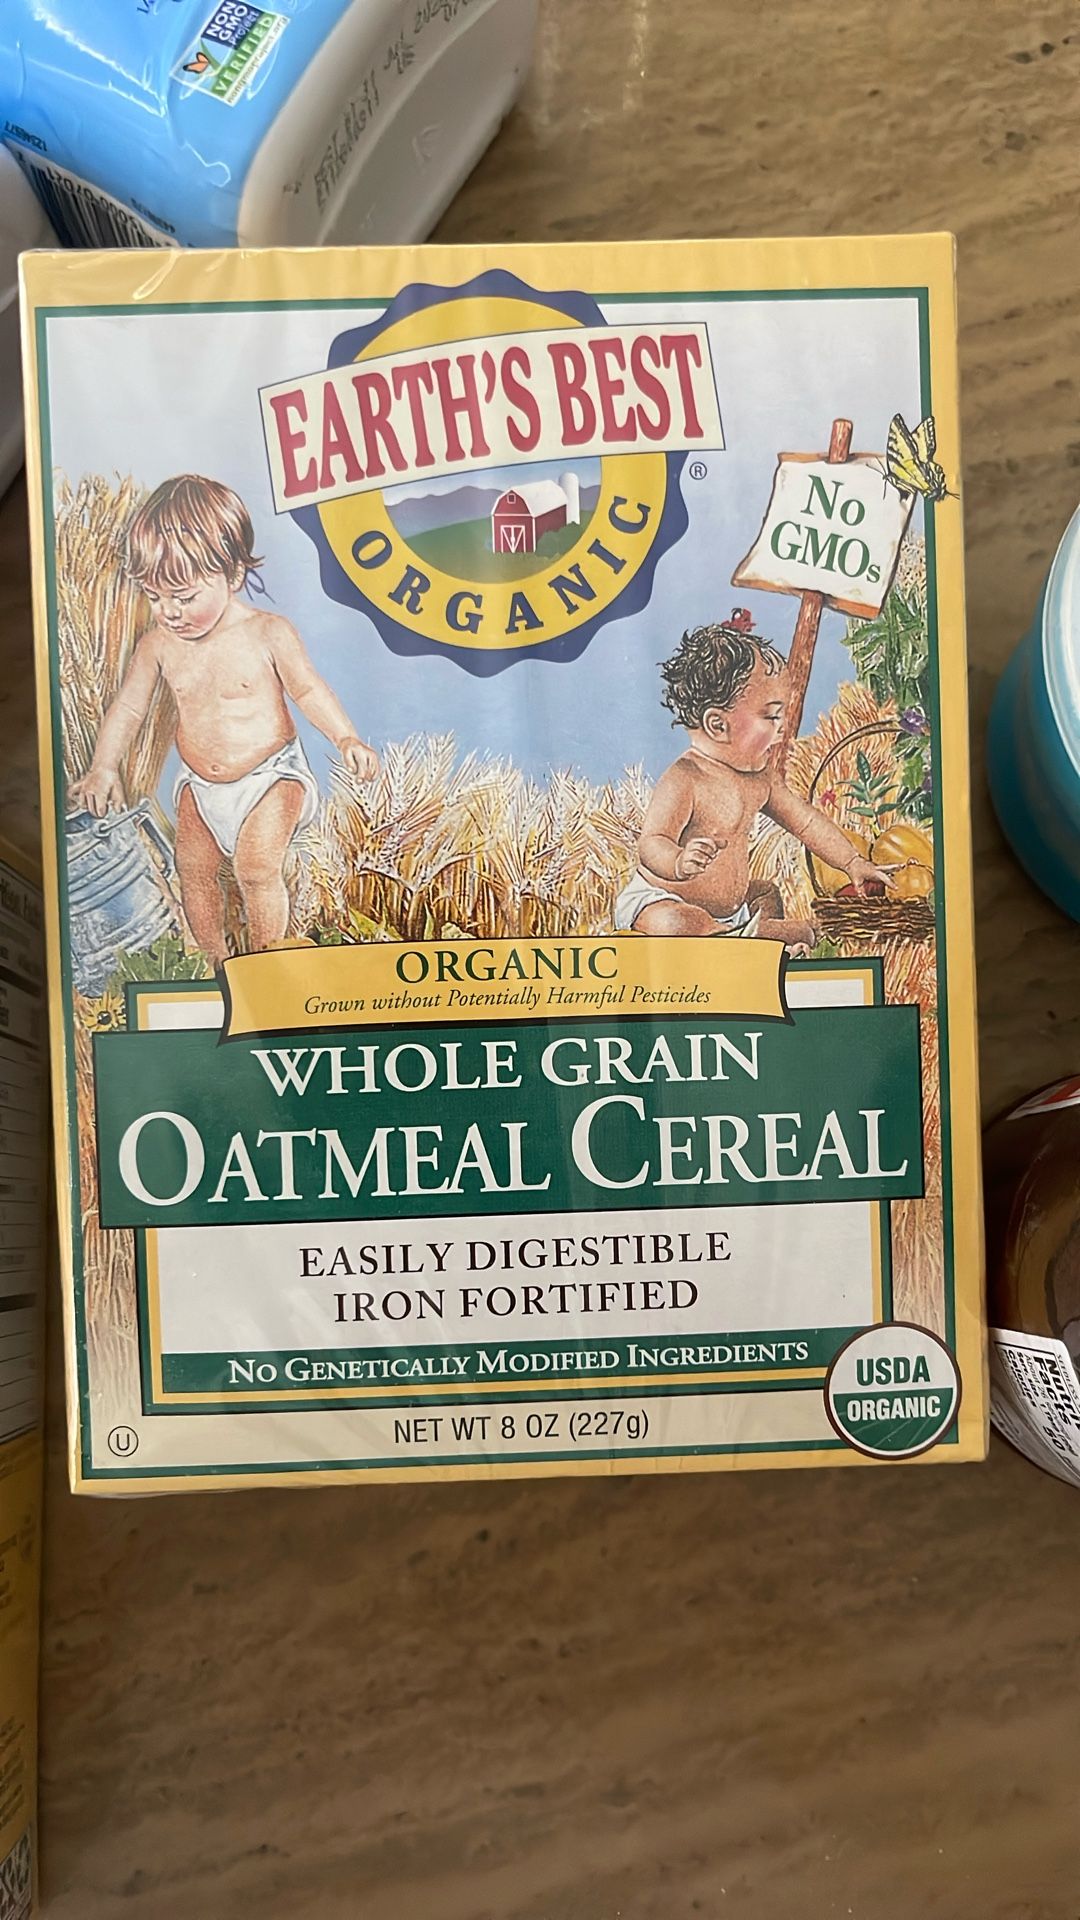 NON
GMO
Project
VERIFIED
EARTH'S BEST
®
ORGANIC
No
GMOs
ORGANIC
Grown without Potentially Harmful Pesticides
WHOLE GRAIN
OATMEAL CEREAL
EASILY DIGESTIBLE
IRON FORTIFIED
NO GENETICALLY MODIFIED INGREDIENTS
USDA
ORGANIC
NET WT 8 OZ (227g)
U